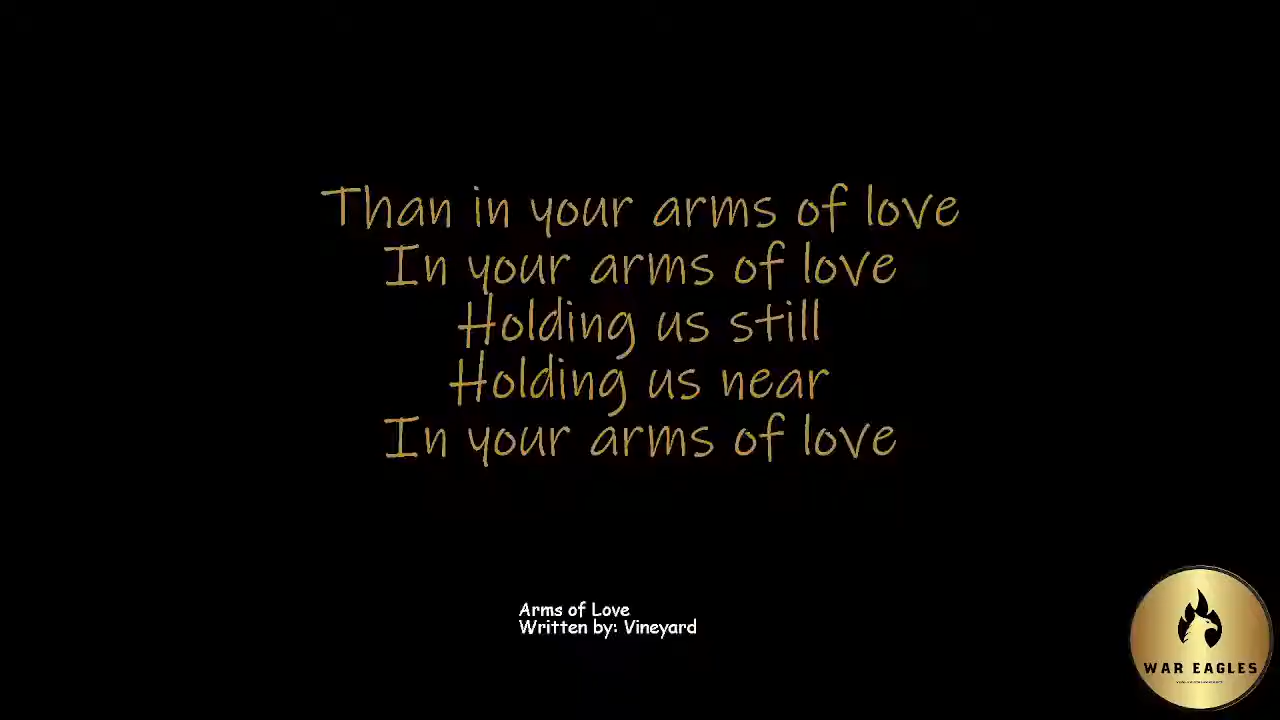 Than in your arms of love
In your arms of love
Holding us still
Holding us near
In your arms of love
Arms of Love
Written by: Vineyard
WAR EAGLES